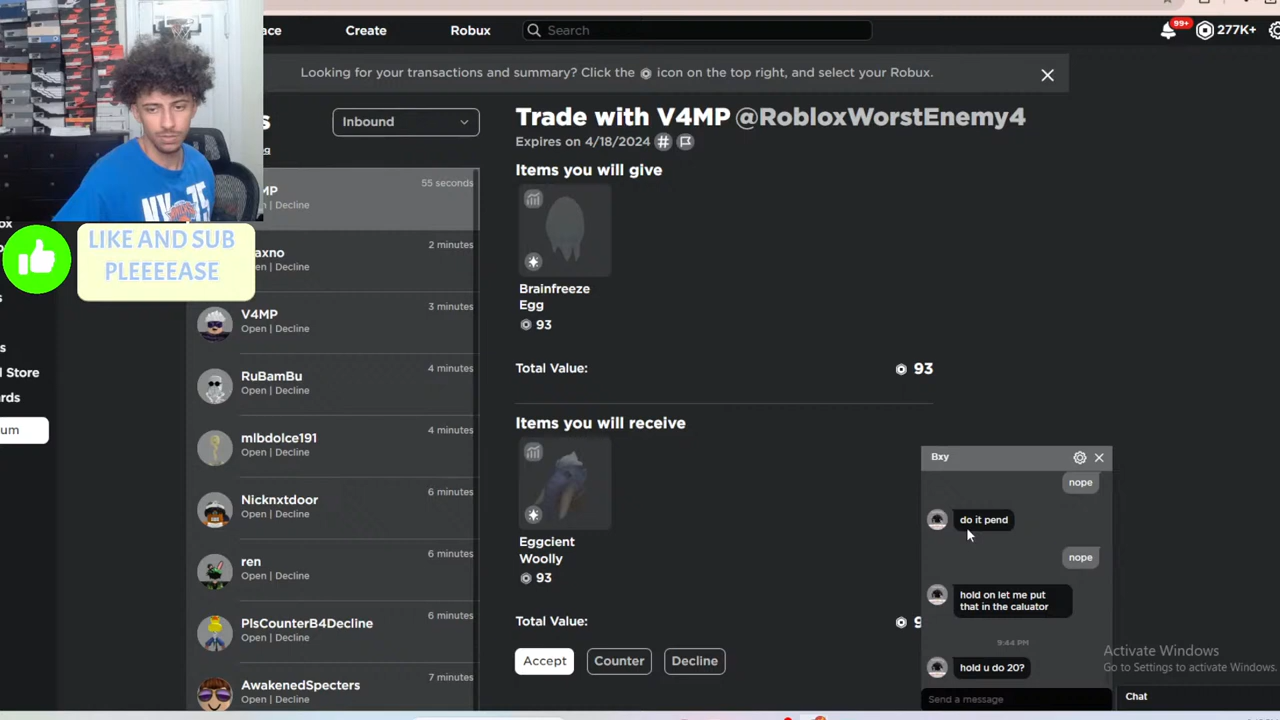 ace
Create
Robux
Search
99+
277K+
Looking for your transactions and summary? Click the icon on the top right, and select your Robux.
S
Inbound
Trade with V4MP @RobloxWorstEnemy4
Expires on 4/18/2024
Items you will give
Brainfreeze
Egg
93
Total Value:
93
Items you will receive
Eggcient
Woolly
93
Total Value:
9
Accept
Counter
Decline
MP
55 seconds
| Decline
axno
2 minutes
| Decline
V4MP
3 minutes
Open | Decline
RuBamBu
4 minutes
Open | Decline
mlbdolce191
4 minutes
Open | Decline
Nicknxtdoor
6 minutes
Open | Decline
ren
6 minutes
Open | Decline
PlsCounterB4Decline
6 minutes
Open | Decline
AwakenedSpecters
7 minutes
Open | Decline
LIKE AND SUB
PLEEEEASE
NY
75
ox
s
s
l Store
ards
um
Bxy
nope
do it pend
nope
hold on let me put
that in the caluator
9:44 PM
hold u do 20?
Send a message
Activate Windows
Go to Settings to activate Windows.
Chat